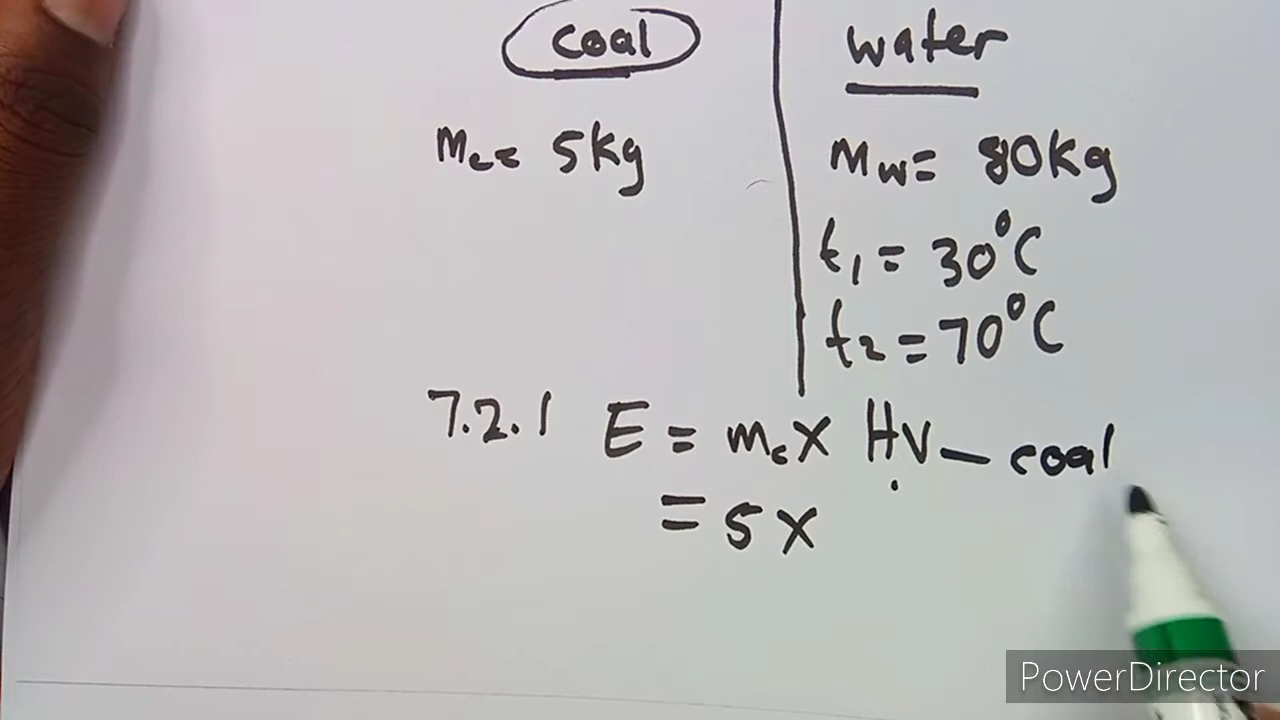 coal
water
mc = 5kg
mw = 80kg
t1 = 30°C
t2 = 70°C
7.2.1 E = mc x HV – coal
= 5 x
PowerDirector